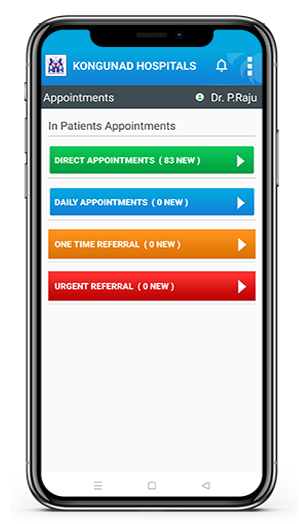 KONGUNAD HOSPITALS
Appointments Dr. P.Raju
In Patients Appointments
DIRECT APPOINTMENTS ( 83 NEW )
DAILY APPOINTMENTS ( 0 NEW )
ONE TIME REFERRAL ( 0 NEW )
URGENT REFERRAL ( 0 NEW )